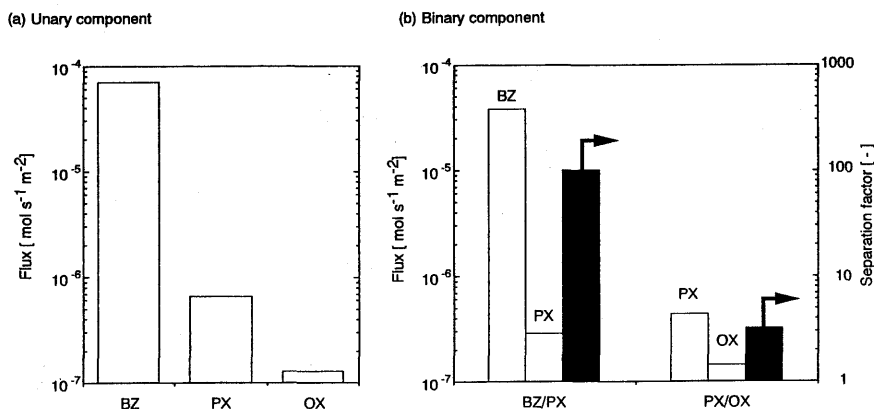 (a) Unary component
(b) Binary component
10⁻⁴
10⁻⁵
10⁻⁶
10⁻⁷
Flux [ mol s⁻¹ m⁻²]
BZ
PX
OX
10⁻⁴
10⁻⁵
10⁻⁶
10⁻⁷
Flux [ mol s⁻¹ m⁻²]
BZ
PX
PX
OX
BZ/PX
PX/OX
1000
100
10
1
Separation factor [ - ]